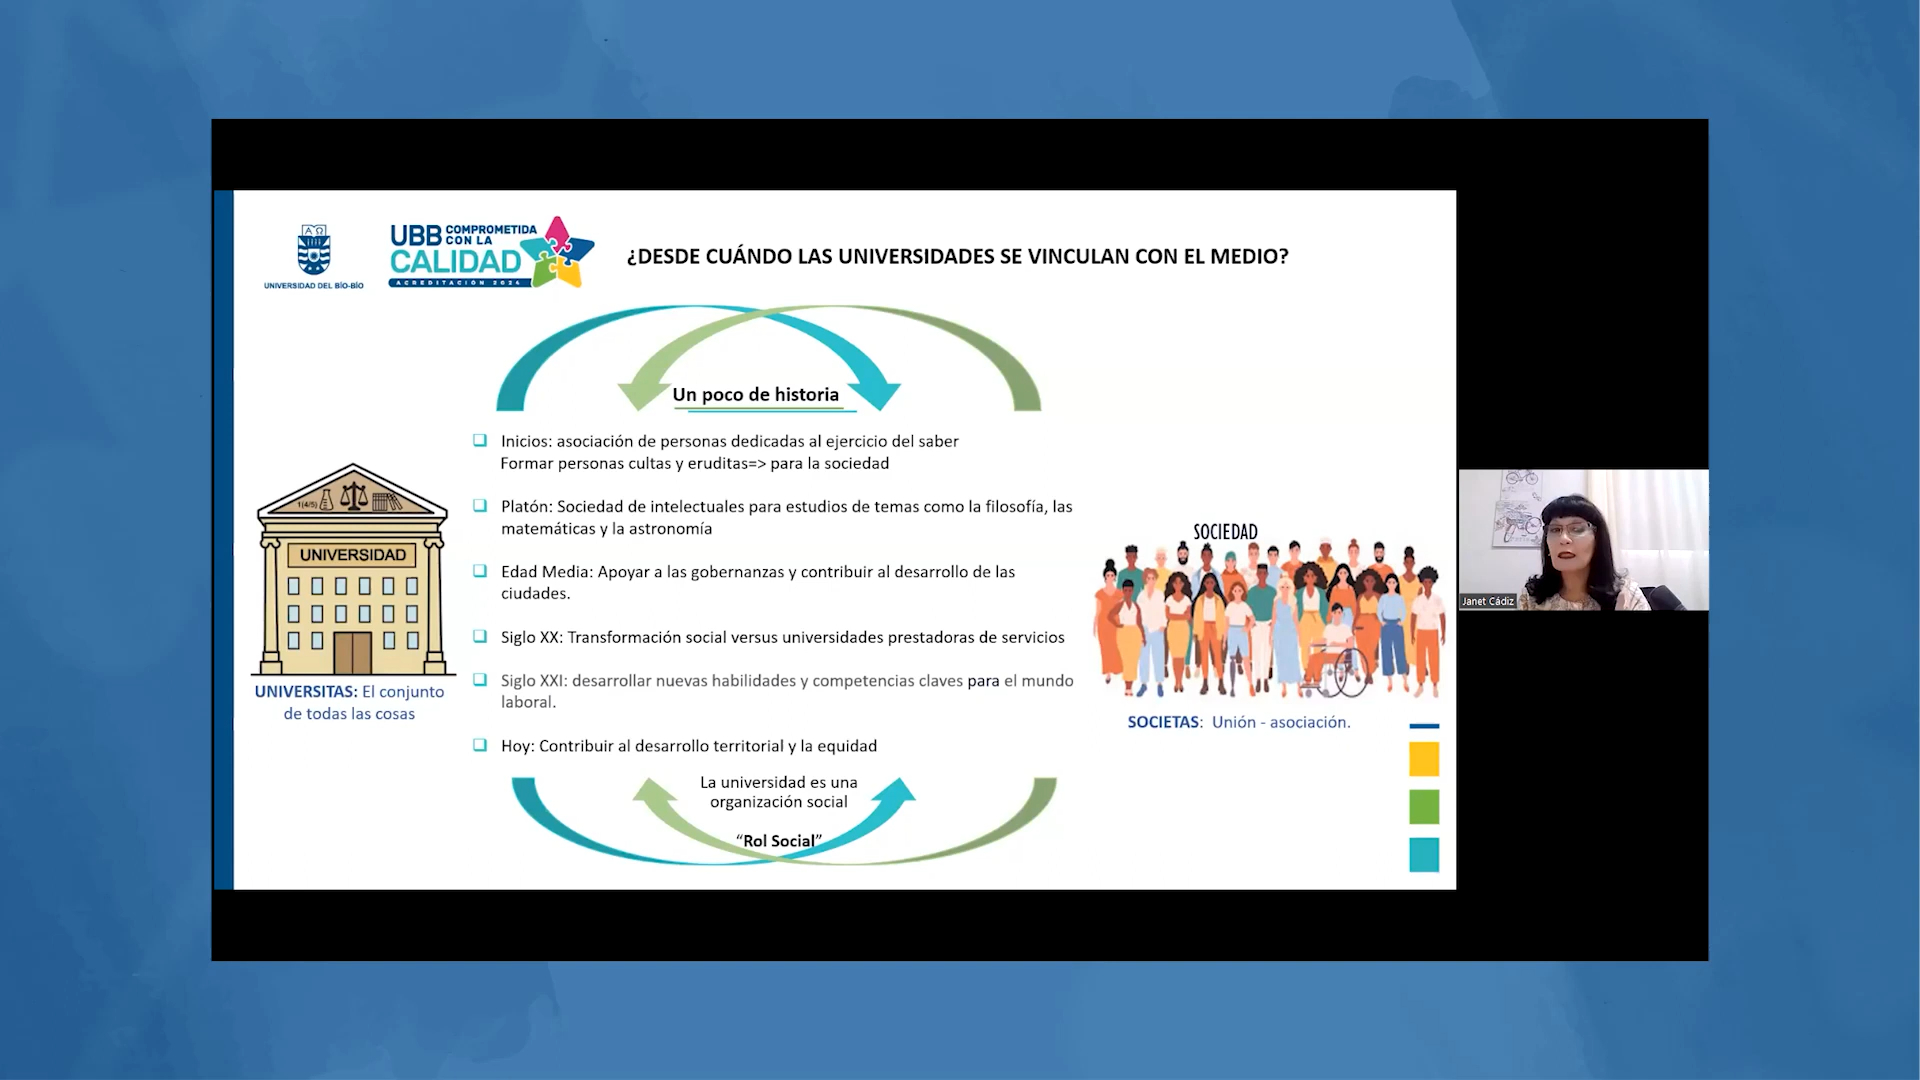 UNIVERSIDAD DEL BÍO-BÍO
UBB COMPROMETIDA
CON LA
CALIDAD
ACREDITACIÓN 2024
¿DESDE CUÁNDO LAS UNIVERSIDADES SE VINCULAN CON EL MEDIO?
Un poco de historia
Inicios: asociación de personas dedicadas al ejercicio del saber
Formar personas cultas y eruditas=> para la sociedad
Platón: Sociedad de intelectuales para estudios de temas como la filosofía, las
matemáticas y la astronomía
Edad Media: Apoyar a las gobernanzas y contribuir al desarrollo de las
ciudades.
Siglo XX: Transformación social versus universidades prestadoras de servicios
Siglo XXI: desarrollar nuevas habilidades y competencias claves para el mundo
laboral.
Hoy: Contribuir al desarrollo territorial y la equidad
La universidad es una
organización social
“Rol Social”
UNIVERSIDAD
UNIVERSITAS: El conjunto
de todas las cosas
SOCIEDAD
SOCIETAS: Unión - asociación.
Janet Cádiz